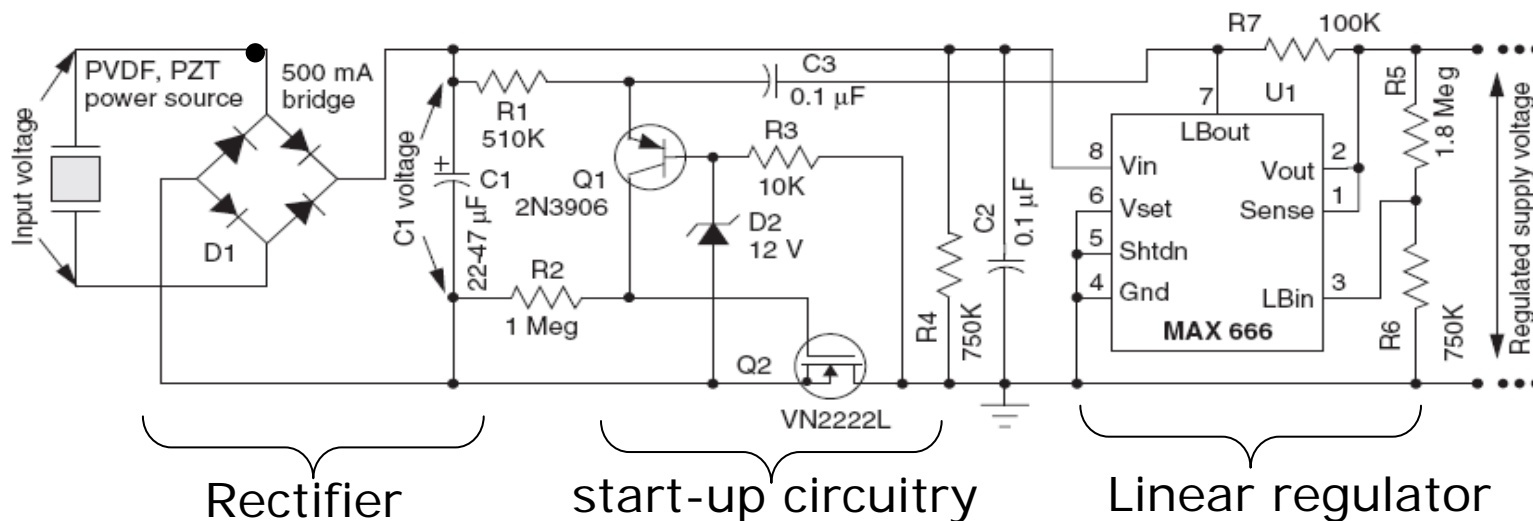 Input voltage
PVDF, PZT
power source
500 mA
bridge
D1
C1 voltage
+
C1
22-47 µF
R1
510K
R2
1 Meg
Q1
2N3906
C3
0.1 µF
R3
10K
D2
12 V
Q2
VN2222L
R4
750K
C2
0.1 µF
R7
100K
U1
7
LBout
8
Vin
6
Vset
5
Shtdn
4
Gnd
2
Vout
1
Sense
3
LBin
MAX 666
R5
1.8 Meg
R6
750K
Regulated supply voltage
Rectifier
start-up circuitry
Linear regulator